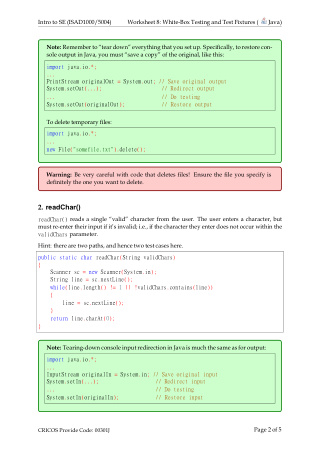 Intro to SE (ISAD1000/5004) Worksheet 8: White-Box Testing and Test Fixtures ( Java)
Note: Remember to "tear down" everything that you set up. Specifically, to restore con-
sole output in Java, you must "save a copy" of the original, like this:
import java.io.*;
...
PrintStream originalOut = System.out; // Save original output
System.setOut(...); // Redirect output
... // Do testing
System.setOut(originalOut); // Restore output
To delete temporary files:
import java.io.*;
...
new File("somefile.txt").delete();
Warning: Be very careful with code that deletes files! Ensure the file you specify is
definitely the one you want to delete.
2. readChar()
readChar() reads a single "valid" character from the user. The user enters a character, but
must re-enter their input if it's invalid; i.e., if the character they enter does not occur within the
validChars parameter.
Hint: there are two paths, and hence two test cases here.
public static char readChar(String validChars)
{
Scanner sc = new Scanner(System.in);
String line = sc.nextLine();
while(line.length() != 1 || !validChars.contains(line))
{
line = sc.nextLine();
}
return line.charAt(0);
}
Note: Tearing-down console input redirection in Java is much the same as for output:
import java.io.*;
...
InputStream originalIn = System.in; // Save original input
System.setIn(...); // Redirect input
... // Do testing
System.setIn(originalIn); // Restore input
CRICOS Provide Code: 00301J Page 2 of 5